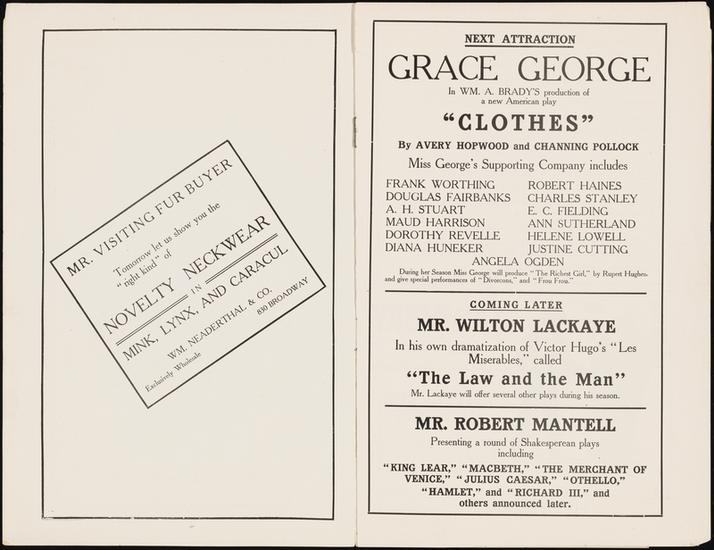 MR. VISITING FUR BUYER
Tomorrow let us show you the
"right kind" of
NOVELTY NECKWEAR
IN
MINK, LYNX, AND CARACUL
WM. NEADERTHAL & CO.
Exclusively Wholesale 830 BROADWAY
NEXT ATTRACTION
GRACE GEORGE
In WM. A. BRADY'S production of
a new American play
"CLOTHES"
By AVERY HOPWOOD and CHANNING POLLOCK
Miss George's Supporting Company includes
FRANK WORTHING ROBERT HAINES
DOUGLAS FAIRBANKS CHARLES STANLEY
A. H. STUART E. C. FIELDING
MAUD HARRISON ANN SUTHERLAND
DOROTHY REVELLE HELENE LOWELL
DIANA HUNEKER JUSTINE CUTTING
ANGELA OGDEN
During her Season Miss George will produce "The Richest Girl," by Rupert Hughes,
and give special performances of "Divorcons," and "Frou Frou."
COMING LATER
MR. WILTON LACKAYE
In his own dramatization of Victor Hugo's "Les
Miserables," called
"The Law and the Man"
Mr. Lackaye will offer several other plays during his season.
MR. ROBERT MANTELL
Presenting a round of Shakesperean plays
including
"KING LEAR," "MACBETH," "THE MERCHANT OF
VENICE," "JULIUS CAESAR," "OTHELLO,"
"HAMLET," and "RICHARD III," and
others announced later.